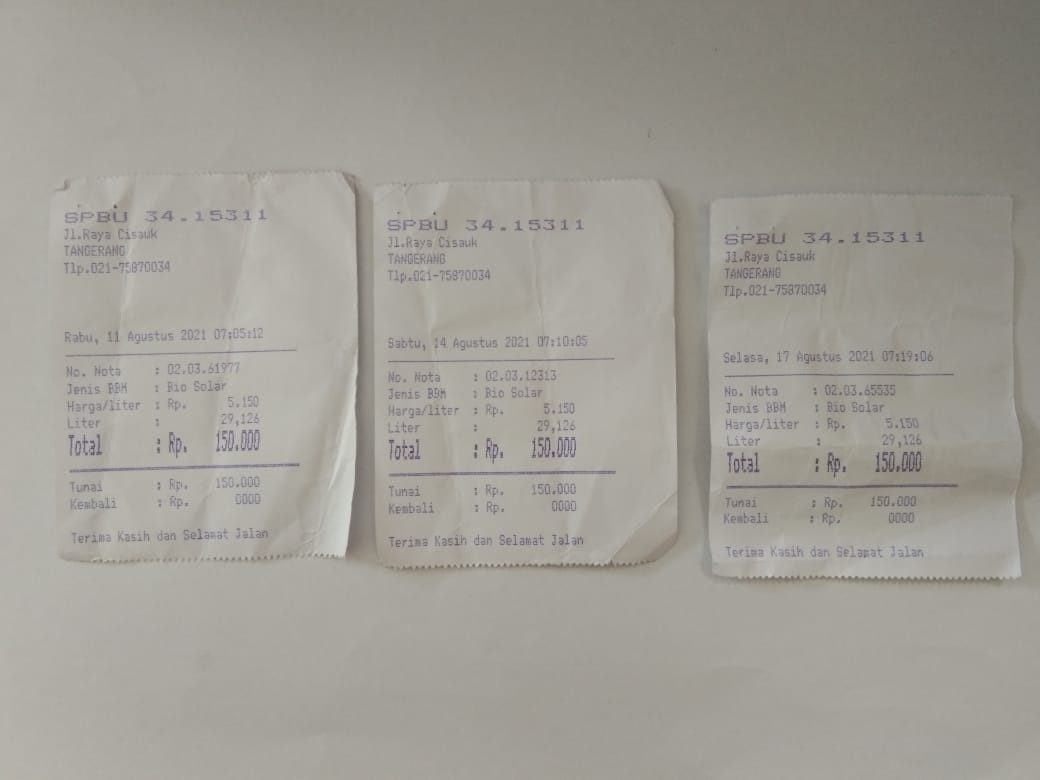 SPBU 34.15311
Jl.Raya Cisauk
TANGERANG
Tlp.021-75870034
Rabu, 11 Agustus 2021 07:05:12
No. Nota : 02.03.61977
Jenis BBM : Bio Solar
Harga/liter : Rp. 5.150
Liter : 29,126
Total : Rp. 150.000
Tunai : Rp. 150.000
Kembali : Rp. 0000
Terima Kasih dan Selamat Jalan
SPBU 34.15311
Jl.Raya Cisauk
TANGERANG
Tlp.021-75870034
Sabtu, 14 Agustus 2021 07:10:05
No. Nota : 02.03.12313
Jenis BBM : Bio Solar
Harga/liter : Rp. 5.150
Liter : 29,126
Total : Rp. 150.000
Tunai : Rp. 150.000
Kembali : Rp. 0000
Terima Kasih dan Selamat Jalan
SPBU 34.15311
Jl.Raya Cisauk
TANGERANG
Tlp.021-75870034
Selasa, 17 Agustus 2021 07:19:06
No. Nota : 02.03.65535
Jenis BBM : Bio Solar
Harga/liter : Rp. 5.150
Liter : 29,126
Total : Rp. 150.000
Tunai : Rp. 150.000
Kembali : Rp. 0000
Terima Kasih dan Selamat Jalan